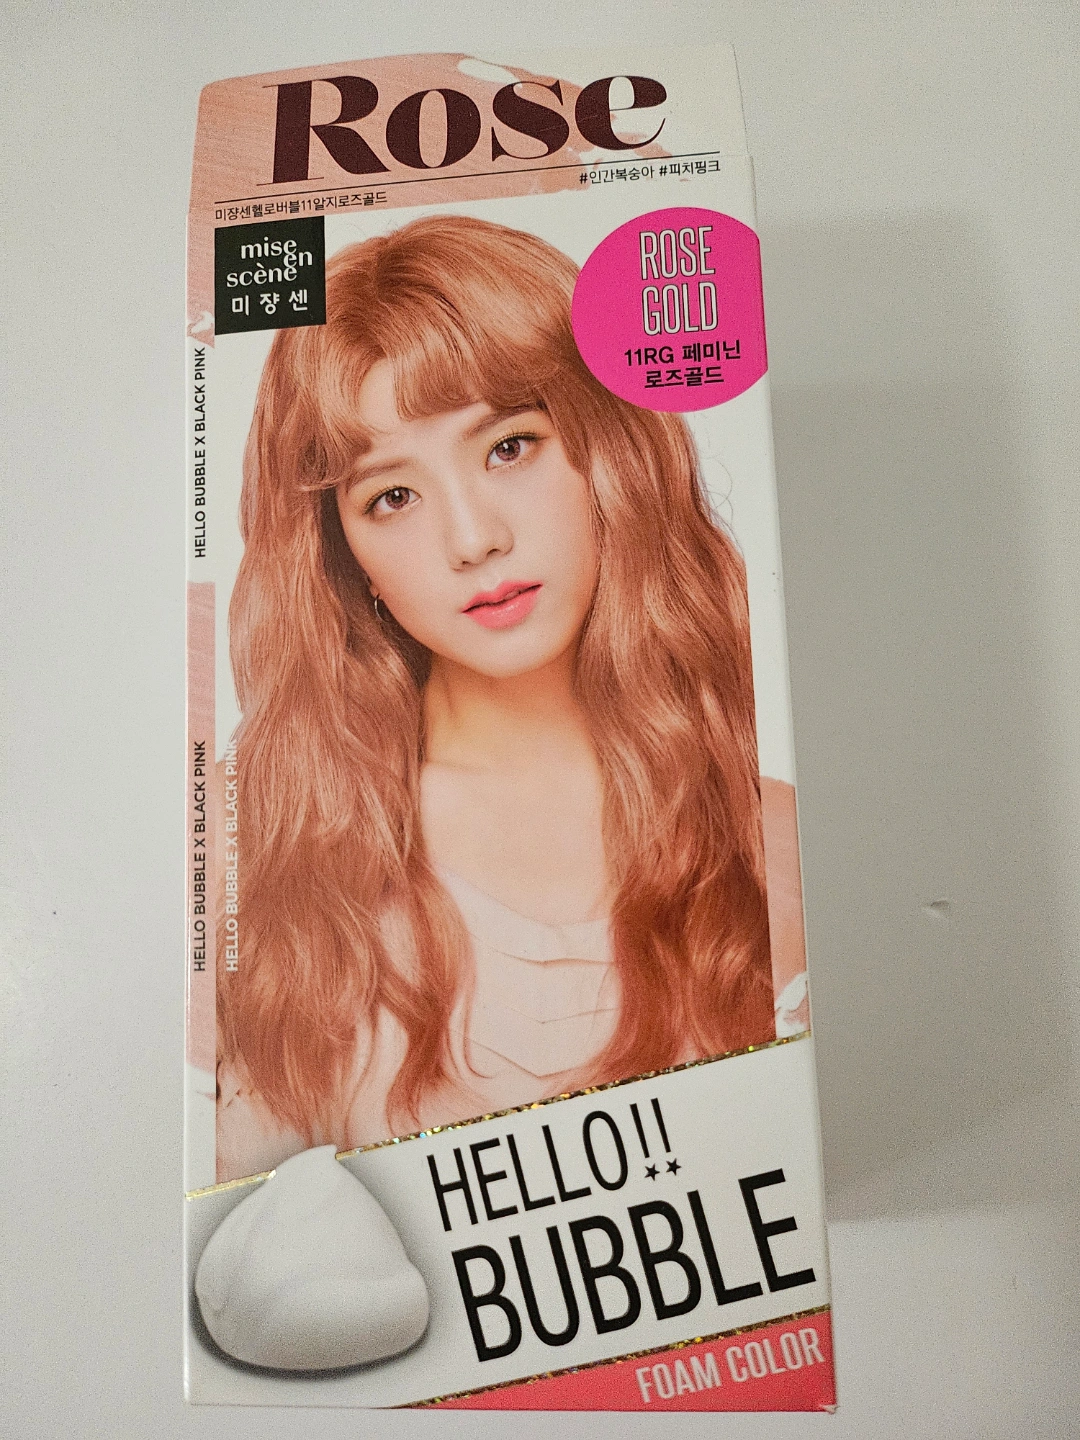 Rose
#인간복숭아 #피치핑크
미쟝센헬로버블11알지로즈골드
mise
en
scène
미쟝센
ROSE
GOLD
11RG 페미닌
로즈골드
HELLO BUBBLE X BLACK PINK
HELLO BUBBLE X BLACK PINK
HELLO BUBBLE X BLACK PINK
HELLO!!
BUBBLE
FOAM COLOR